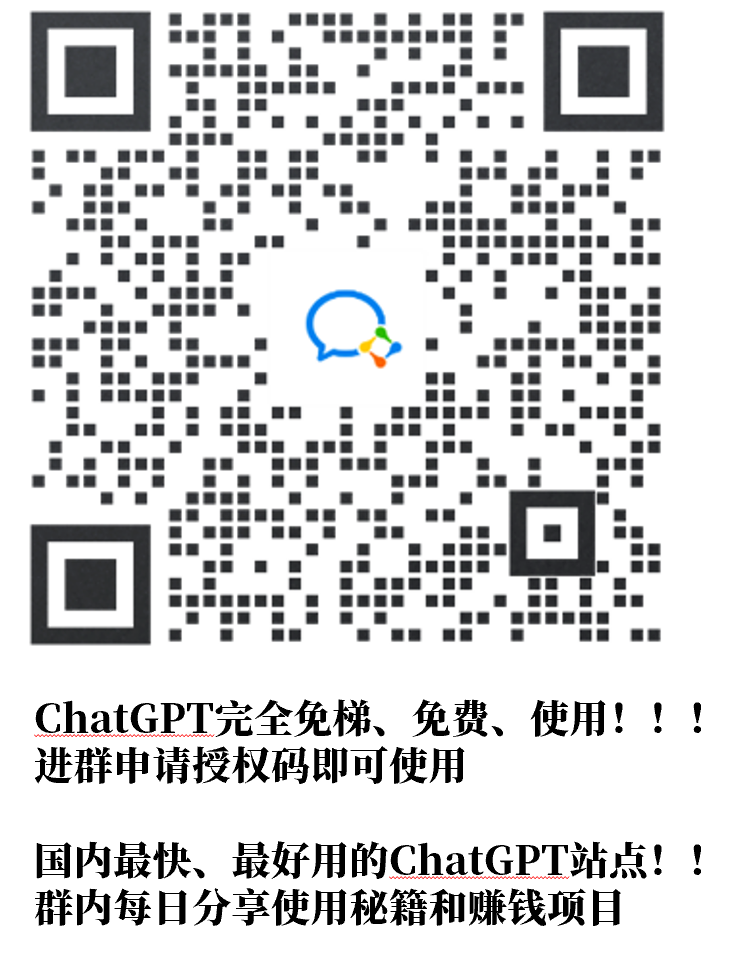 ChatGPT完全免梯、免费、使用！！！
进群申请授权码即可使用
国内最快、最好用的ChatGPT站点！！
群内每日分享使用秘籍和赚钱项目